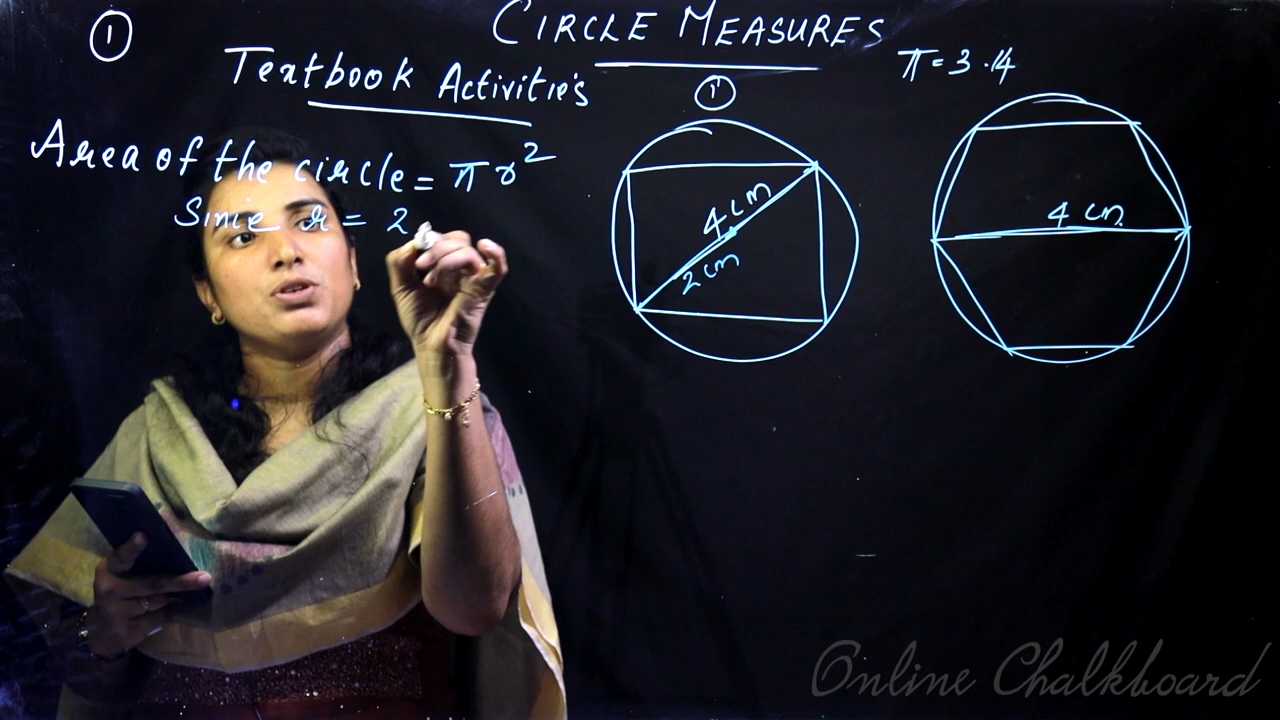 ①
CIRCLE MEASURES
Textbook Activities
π = 3.14
Area of the circle = πr²
Since r = 2
①
4 cm
2 cm
4 cm
Online Chalkboard